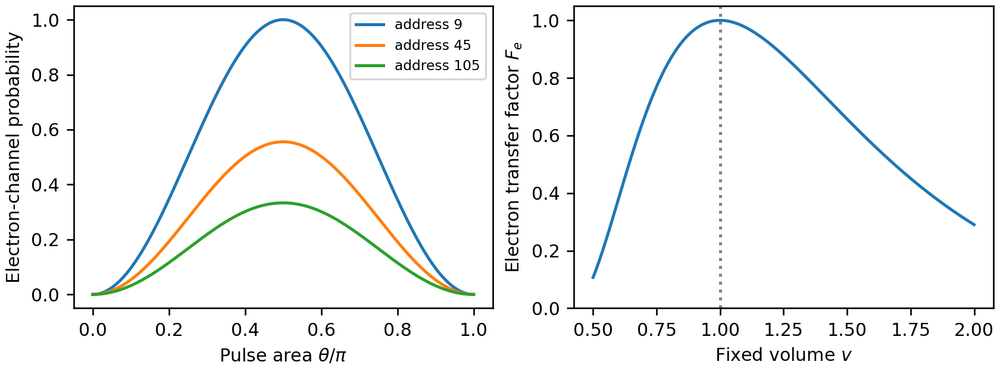 Electron-channel probability
1.0
0.8
0.6
0.4
0.2
0.0
address 9
address 45
address 105
0.0 0.2 0.4 0.6 0.8 1.0
Pulse area θ/π
Electron transfer factor Fₑ
1.0
0.8
0.6
0.4
0.2
0.0
0.50 0.75 1.00 1.25 1.50 1.75 2.00
Fixed volume v